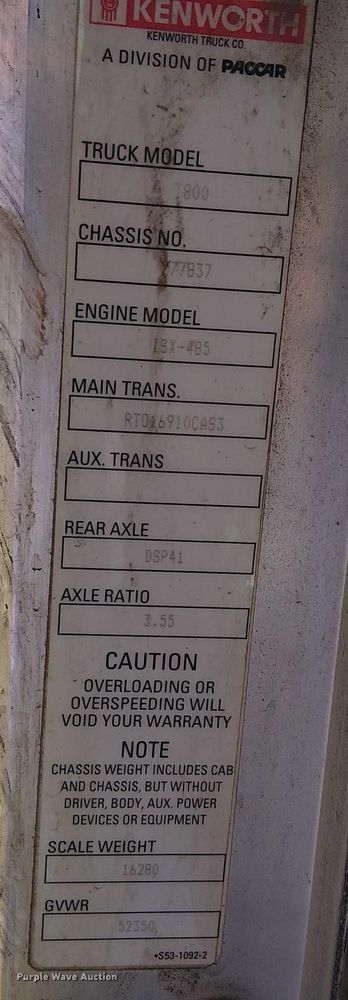 KENWORTH
KENWORTH TRUCK CO.
A DIVISION OF PACCAR
TRUCK MODEL
T800
CHASSIS NO.
ENGINE MODEL
ISX-485
MAIN TRANS.
RTO16910CAS3
AUX. TRANS
REAR AXLE
DSP41
AXLE RATIO
3.55
CAUTION
OVERLOADING OR
OVERSPEEDING WILL
VOID YOUR WARRANTY
NOTE
CHASSIS WEIGHT INCLUDES CAB
AND CHASSIS, BUT WITHOUT
DRIVER, BODY, AUX. POWER
DEVICES OR EQUIPMENT
SCALE WEIGHT
16280
GVWR
52350
*S53-1092-2
Purple Wave Auction